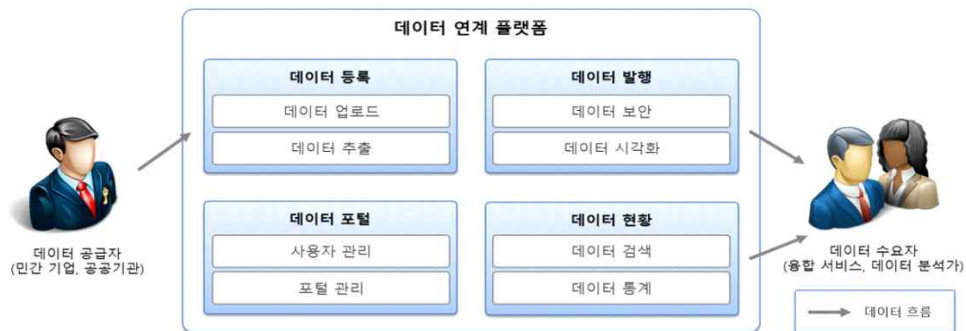 데이터 연계 플랫폼
데이터 등록
데이터 업로드
데이터 추출
데이터 발행
데이터 보안
데이터 시각화
데이터 포털
사용자 관리
포털 관리
데이터 현황
데이터 검색
데이터 통계
데이터 공급자
(민간 기업, 공공기관)
데이터 수요자
(융합 서비스, 데이터 분석가)
데이터 흐름